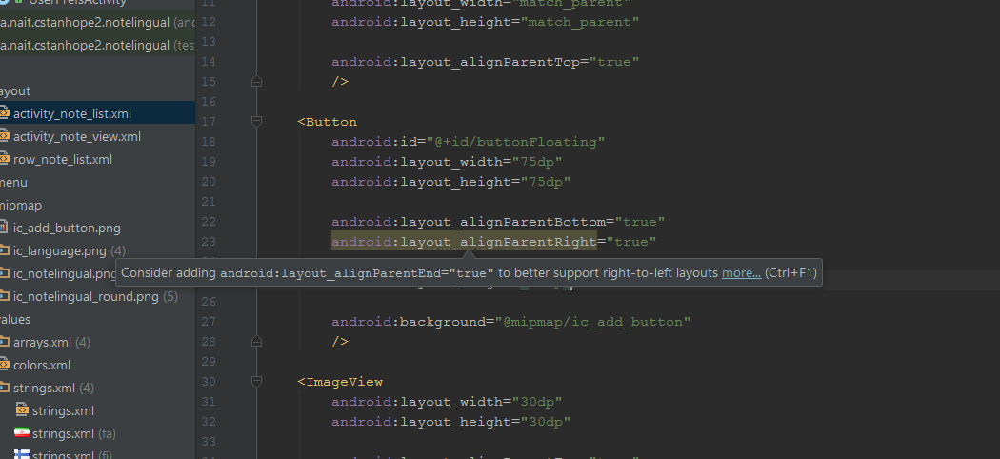 UserPrefsActivity
a.nait.cstanhope2.notelingual (and
a.nait.cstanhope2.notelingual (tes
ayout
activity_note_list.xml
activity_note_view.xml
row_note_list.xml
menu
mipmap
ic_add_button.png
ic_language.png (4)
ic_notelingual.png
ic_notelingual_round.png (5)
values
arrays.xml (4)
colors.xml
strings.xml (4)
strings.xml
strings.xml (fa)
strings.xml (fi)
11 android:layout_width="match_parent"
12 android:layout_height="match_parent"
13
14 android:layout_alignParentTop="true"
15 />
16
17 <Button
18 android:id="@+id/buttonFloating"
19 android:layout_width="75dp"
20 android:layout_height="75dp"
21
22 android:layout_alignParentBottom="true"
23 android:layout_alignParentRight="true"
Consider adding android:layout_alignParentEnd="true" to better support right-to-left layouts more... (Ctrl+F1)
26
27 android:background="@mipmap/ic_add_button"
28 />
29
30 <ImageView
31 android:layout_width="30dp"
32 android:layout_height="30dp"
33